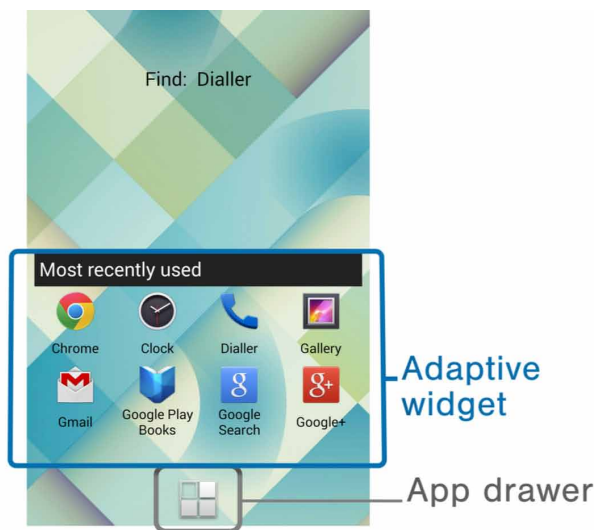 Find: Dialler
Most recently used
Chrome Clock Dialler Gallery
Gmail Google Play Books Google Search Google+
Adaptive widget
App drawer